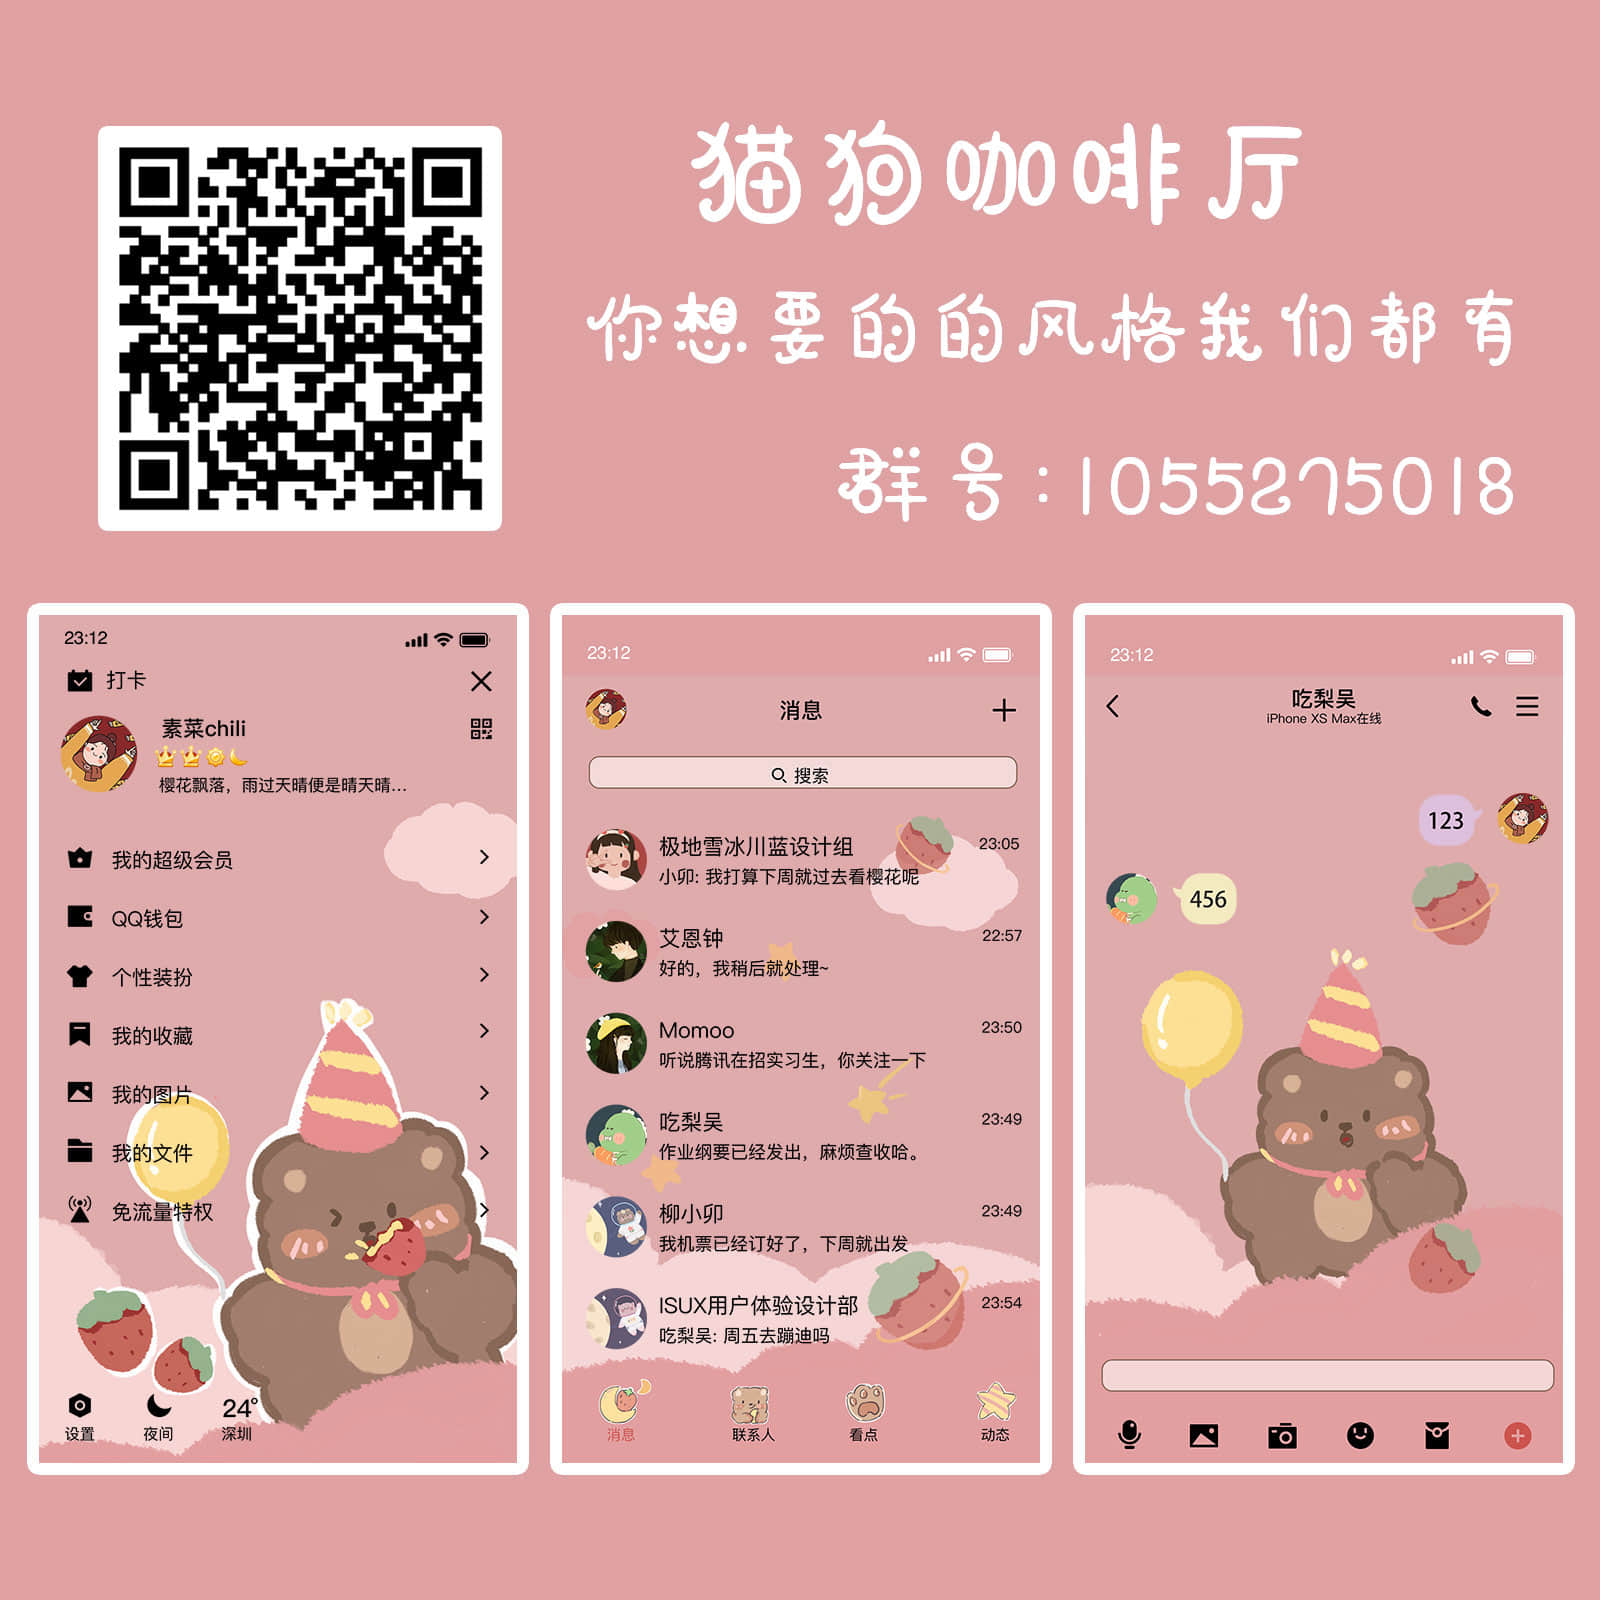 猫狗咖啡厅
你想要的的风格我们都有
群号:1055275018
23:12
打卡
素菜chili
樱花飘落，雨过天晴便是晴天晴...
我的超级会员
QQ钱包
个性装扮
我的收藏
我的图片
我的文件
免流量特权
24°
设置 夜间 深圳
23:12
消息
搜索
极地雪冰川蓝设计组 23:05
小卯: 我打算下周就过去看樱花呢
艾恩钟 22:57
好的，我稍后就处理~
Momoo 23:50
听说腾讯在招实习生，你关注一下
吃梨吴 23:49
作业纲要已经发出，麻烦查收哈。
柳小卯 23:49
我机票已经订好了，下周就出发
ISUX用户体验设计部 23:54
吃梨吴: 周五去蹦迪吗
消息 联系人 看点 动态
23:12
吃梨吴
iPhone XS Max在线
123
456